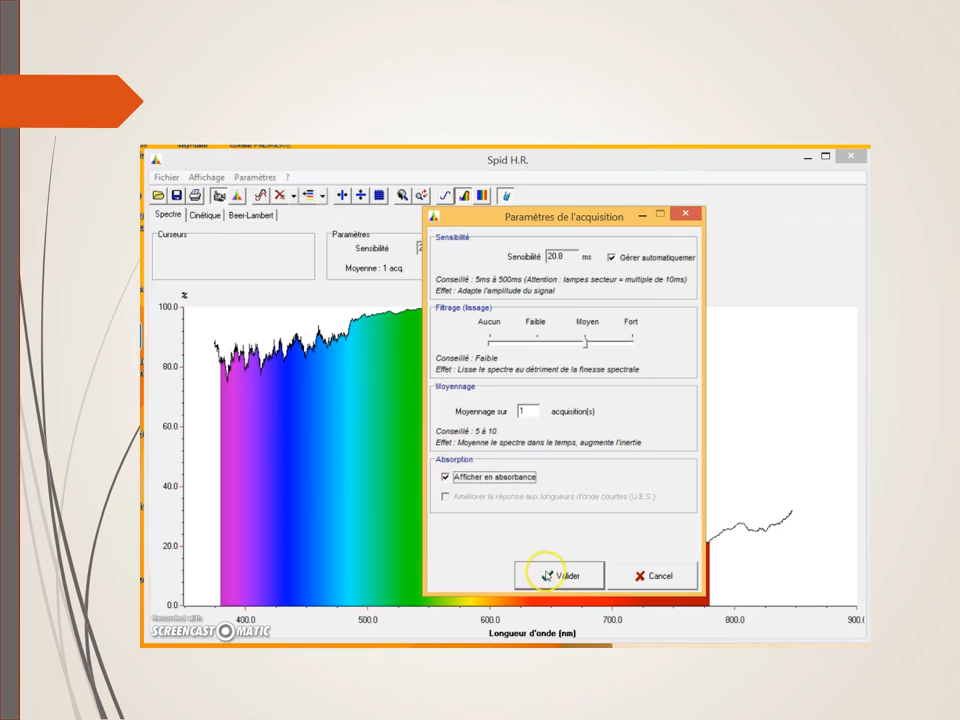 Spid H.R.
Fichier Affichage Paramètres ?
Spectre Cinétique Beer-Lambert
Curseurs
Paramètres
Sensibilité
Moyenne : 1 acq.
%
100.0
80.0
60.0
40.0
20.0
0.0
400.0 500.0 600.0 700.0 800.0 900.
Longueur d'onde (nm)
Recorded with
SCREENCAST MATIC
Paramètres de l'acquisition
Sensibilité
Sensibilité 20.8 ms Gérer automatiquemer
Conseillé : 5ms à 500ms (Attention : lampes secteur = multiple de 10ms)
Effet : Adapte l'amplitude du signal
Filtrage (lissage)
Aucun Faible Moyen Fort
Conseillé : Faible
Effet : Lisse le spectre au détriment de la finesse spectrale
Moyennage
Moyennage sur 1 acquisition(s)
Conseillé : 5 à 10
Effet : Moyenne le spectre dans le temps, augmente l'inertie
Absorption
Afficher en absorbance
Améliorer la réponse aux longueurs d'onde courtes (U.E.S.)
Valider Cancel